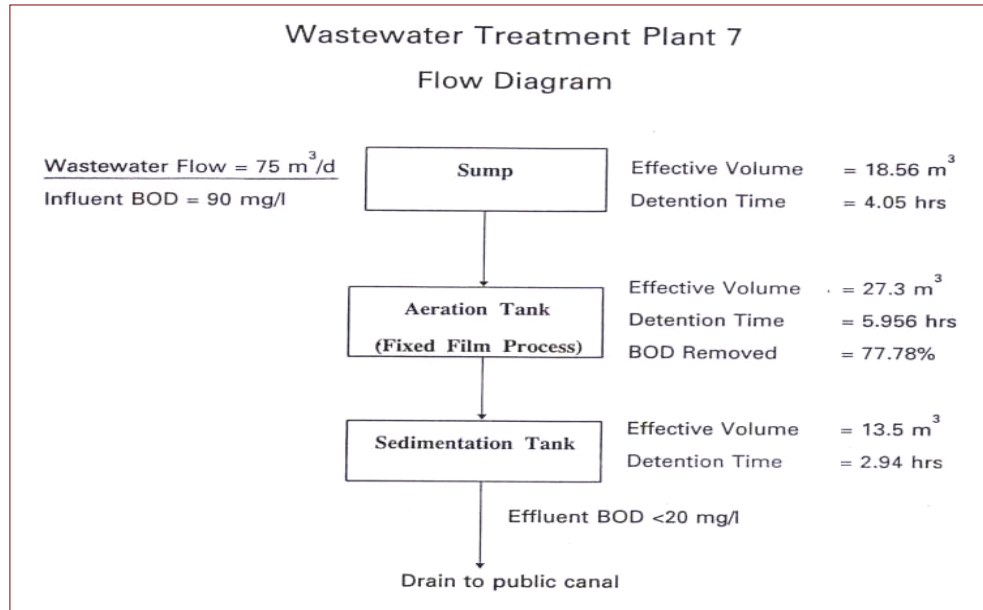 Wastewater Treatment Plant 7
Flow Diagram
Wastewater Flow = 75 m³/d
Influent BOD = 90 mg/l
Sump
Effective Volume = 18.56 m³
Detention Time = 4.05 hrs
Aeration Tank
(Fixed Film Process)
Effective Volume = 27.3 m³
Detention Time = 5.956 hrs
BOD Removed = 77.78%
Sedimentation Tank
Effective Volume = 13.5 m³
Detention Time = 2.94 hrs
Effluent BOD <20 mg/l
Drain to public canal